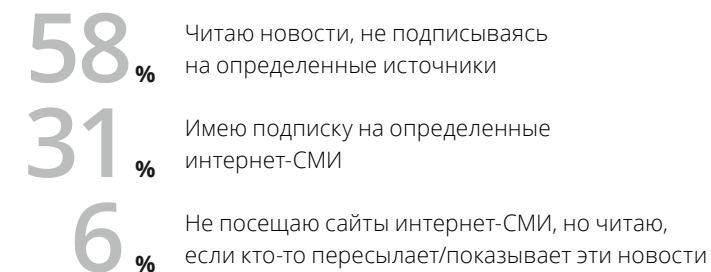 58% Читаю новости, не подписываясь
на определенные источники
31% Имею подписку на определенные
интернет-СМИ
6% Не посещаю сайты интернет-СМИ, но читаю,
если кто-то пересылает/показывает эти новости